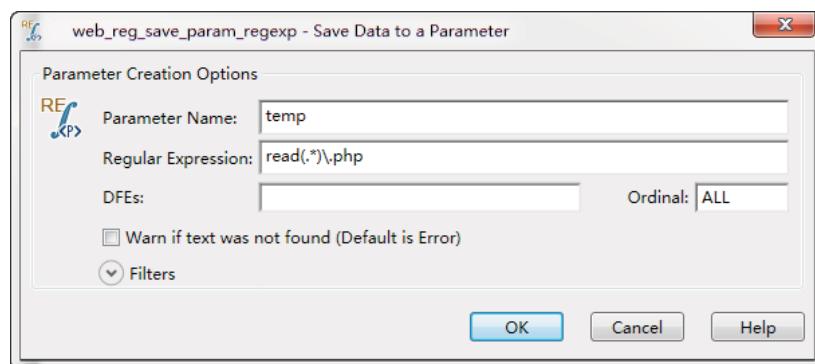 web_reg_save_param_regexp - Save Data to a Parameter
Parameter Creation Options
RE
<P>
Parameter Name: temp
Regular Expression: read(.*)\.php
DFEs: Ordinal: ALL
Warn if text was not found (Default is Error)
Filters
OK Cancel Help